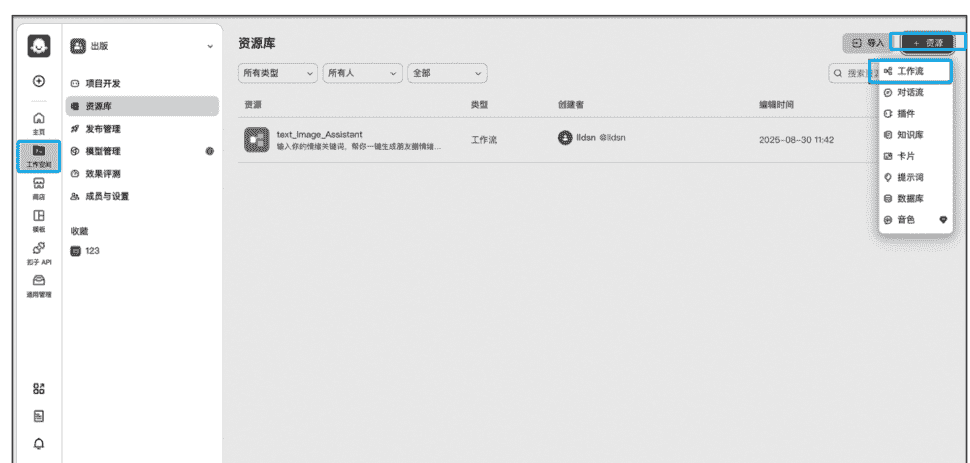 出版
资源库
导入
+ 资源
所有类型
所有人
全部
搜索
工作流
对话流
插件
知识库
卡片
提示词
数据库
音色
项目开发
资源库
发布管理
模型管理
效果评测
成员与设置
收藏
123
主页
工作空间
商店
模板
扣子 API
通用管理
资源
类型
创建者
编辑时间
text_Image_Assistant
输入你的情绪关键词，帮你一键生成朋友圈情绪...
工作流
lldsn @lldsn
2025-08-30 11:42